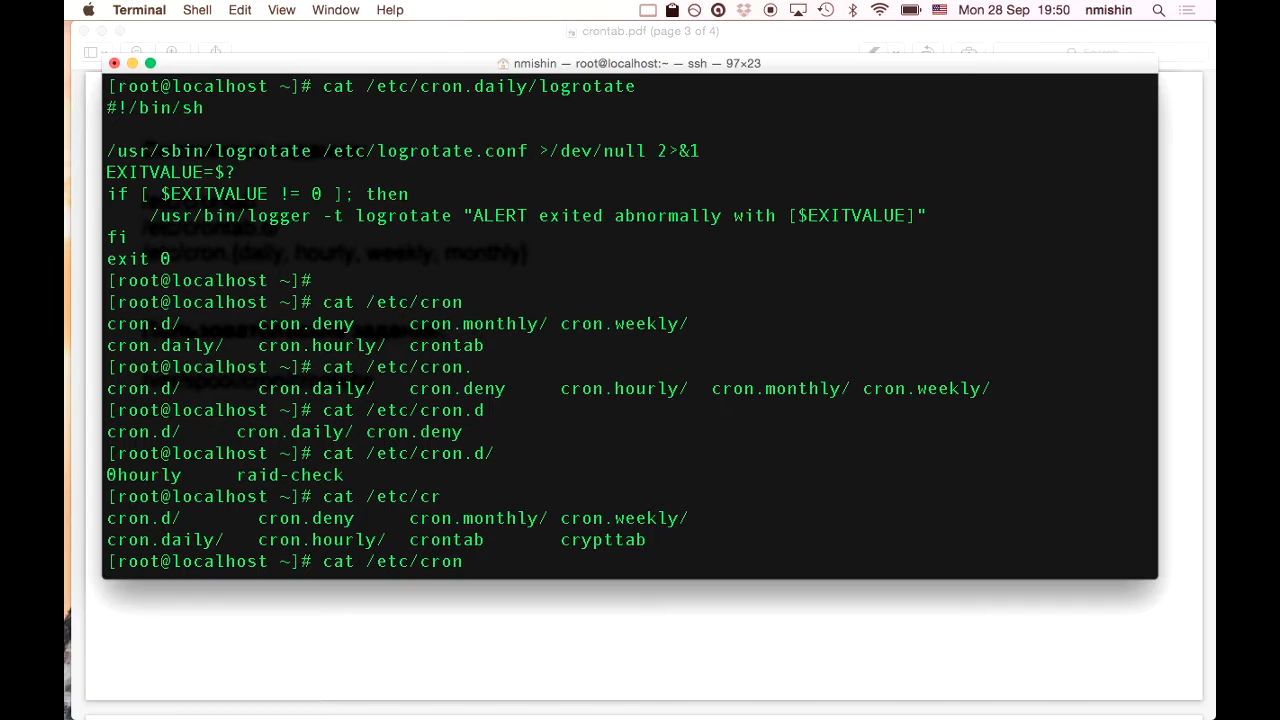 Terminal Shell Edit View Window Help Mon 28 Sep 19:50 nmishin
crontab.pdf (page 3 of 4)
nmishin — root@localhost:~ — ssh — 97×23
[root@localhost ~]# cat /etc/cron.daily/logrotate
#!/bin/sh
/usr/sbin/logrotate /etc/logrotate.conf >/dev/null 2>&1
EXITVALUE=$?
if [ $EXITVALUE != 0 ]; then
/usr/bin/logger -t logrotate "ALERT exited abnormally with [$EXITVALUE]"
fi
/etc/cron.{daily, hourly, weekly, monthly}
exit 0
[root@localhost ~]#
[root@localhost ~]# cat /etc/cron
cron.d/ cron.deny cron.monthly/ cron.weekly/
cron.daily/ cron.hourly/ crontab
[root@localhost ~]# cat /etc/cron.
cron.d/ cron.daily/ cron.deny cron.hourly/ cron.monthly/ cron.weekly/
[root@localhost ~]# cat /etc/cron.d
cron.d/ cron.daily/ cron.deny
[root@localhost ~]# cat /etc/cron.d/
0hourly raid-check
[root@localhost ~]# cat /etc/cr
cron.d/ cron.deny cron.monthly/ cron.weekly/
cron.daily/ cron.hourly/ crontab crypttab
[root@localhost ~]# cat /etc/cron